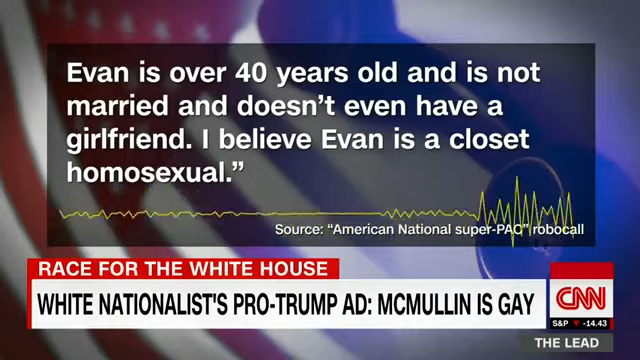 Evan is over 40 years old and is not
married and doesn't even have a
girlfriend. I believe Evan is a closet
homosexual.”
Source: “American National super-PAC” robocall
RACE FOR THE WHITE HOUSE
WHITE NATIONALIST'S PRO-TRUMP AD: MCMULLIN IS GAY
CNN
S&P ▼ -14.43
THE LEAD